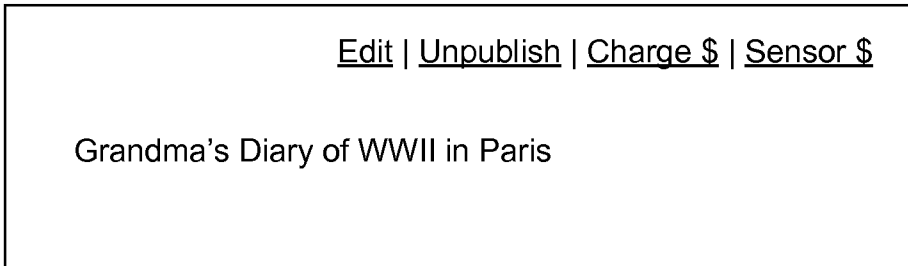 Edit | Unpublish | Charge $ | Sensor $
Grandma’s Diary of WWII in Paris